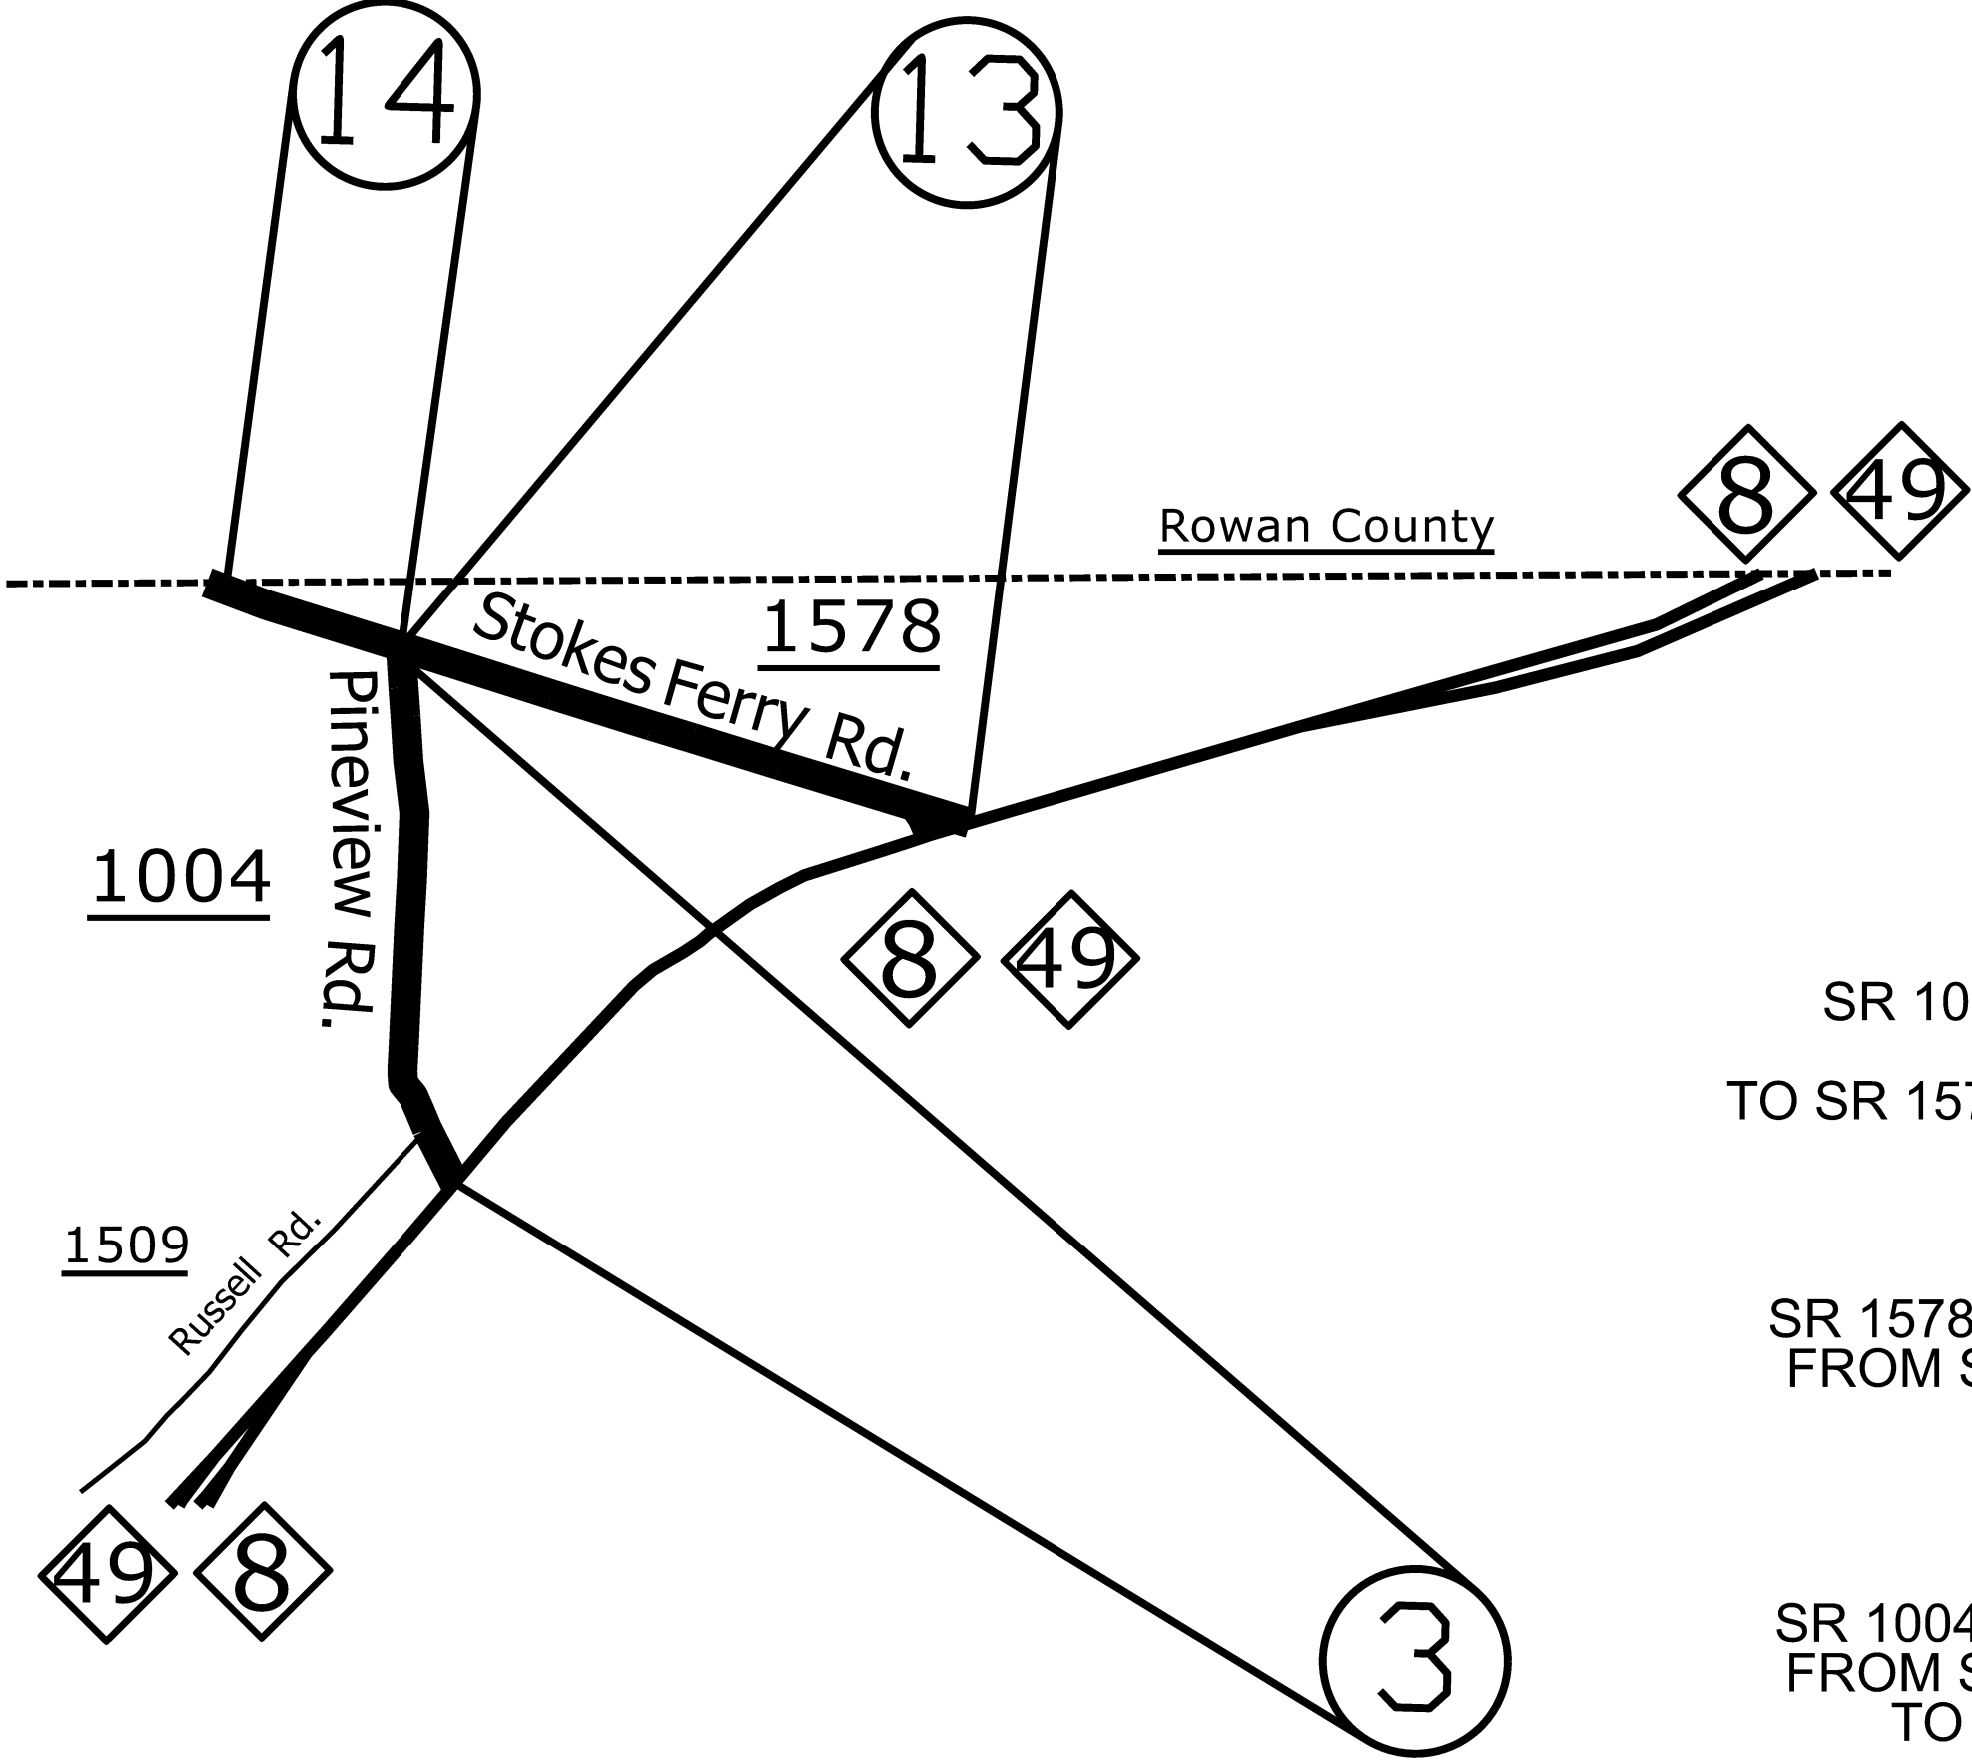 14
13
8
49
Rowan County
1578
Stokes Ferry Rd.
Pineview Rd.
1004
8
49
SR 10
TO SR 157
1509
Russell Rd.
SR 1578
FROM S
49
8
3
SR 1004
FROM S
TO